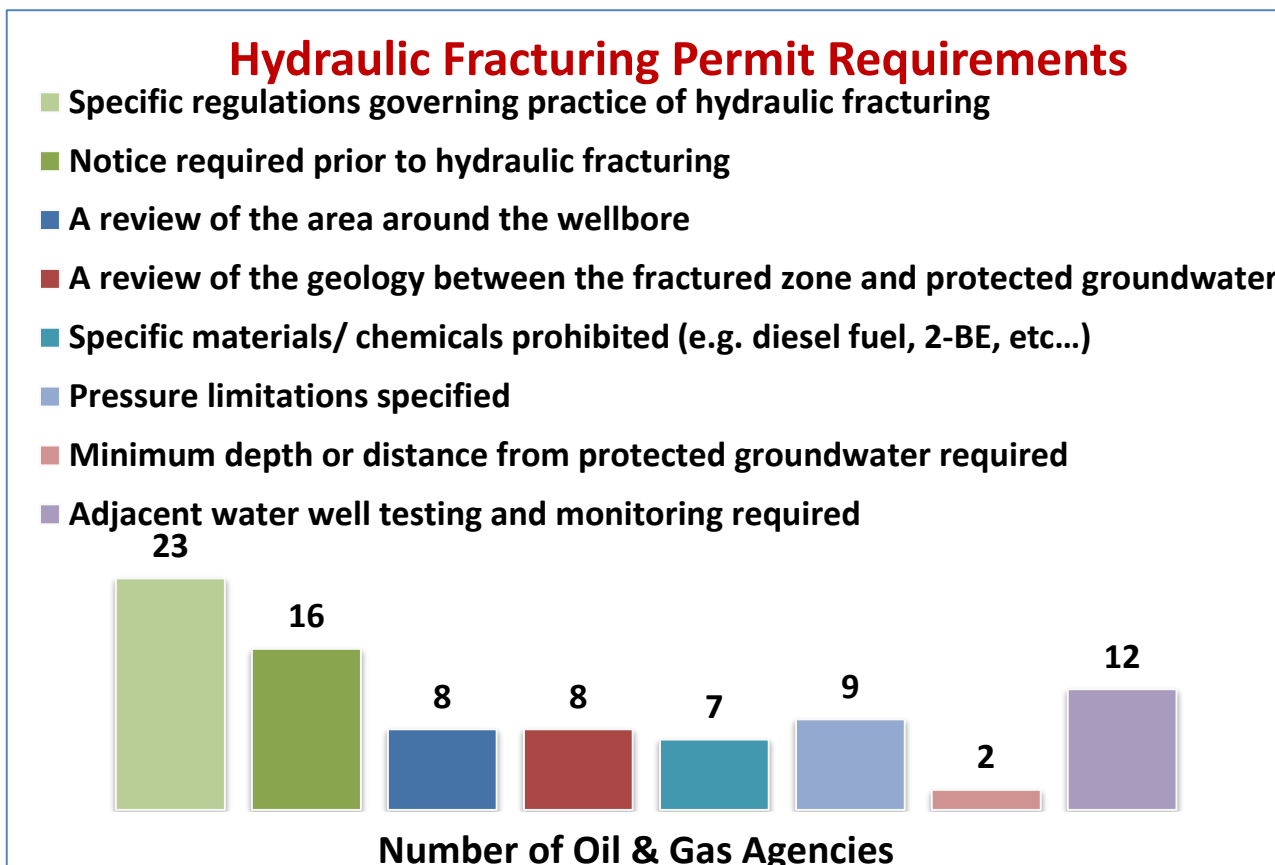 Hydraulic Fracturing Permit Requirements
Specific regulations governing practice of hydraulic fracturing
Notice required prior to hydraulic fracturing
A review of the area around the wellbore
A review of the geology between the fractured zone and protected groundwater
Specific materials/ chemicals prohibited (e.g. diesel fuel, 2-BE, etc…)
Pressure limitations specified
Minimum depth or distance from protected groundwater required
Adjacent water well testing and monitoring required
23
16
8
8
7
9
2
12
Number of Oil & Gas Agencies